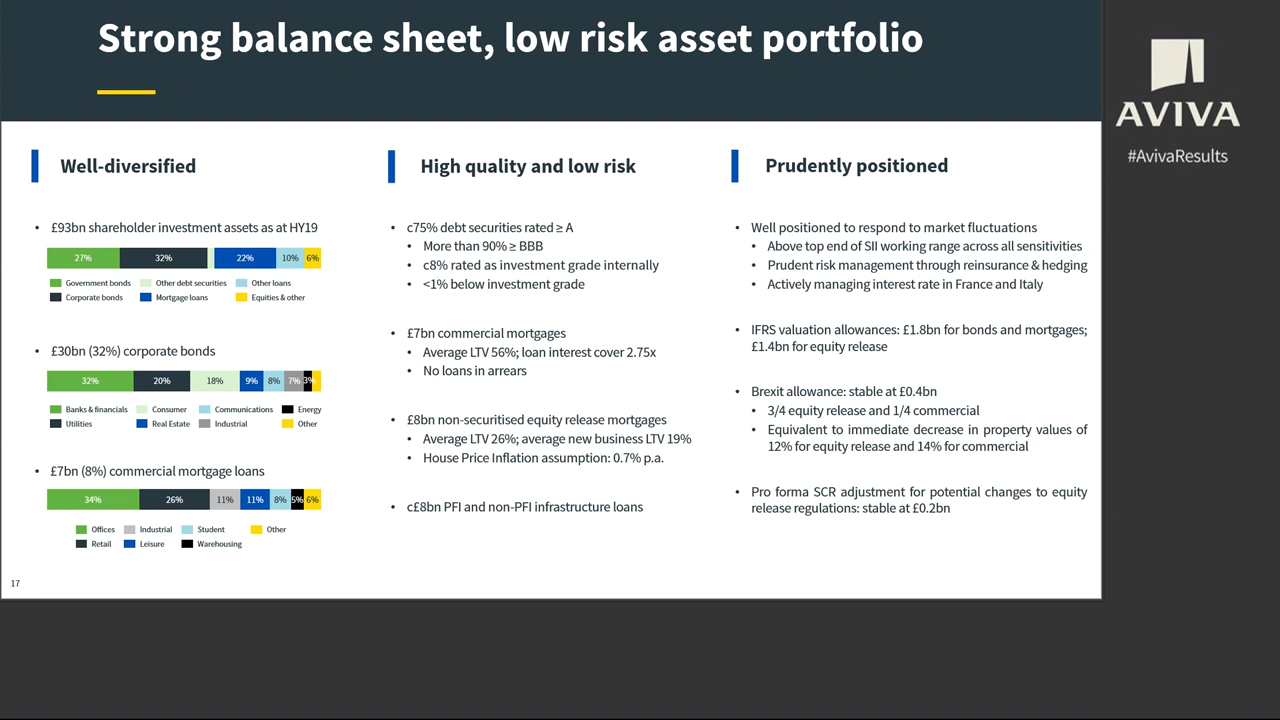 Strong balance sheet, low risk asset portfolio
AVIVA
#AvivaResults
Well-diversified
• £93bn shareholder investment assets as at HY19
27% 32% 22% 10% 6%
Government bonds Other debt securities Other loans
Corporate bonds Mortgage loans Equities & other
• £30bn (32%) corporate bonds
32% 20% 18% 9% 8% 7% 3%
Banks & financials Consumer Communications Energy
Utilities Real Estate Industrial Other
• £7bn (8%) commercial mortgage loans
34% 26% 11% 11% 8% 5% 6%
Offices Industrial Student Other
Retail Leisure Warehousing
High quality and low risk
• c75% debt securities rated ≥ A
• More than 90% ≥ BBB
• c8% rated as investment grade internally
• <1% below investment grade
• £7bn commercial mortgages
• Average LTV 56%; loan interest cover 2.75x
• No loans in arrears
• £8bn non-securitised equity release mortgages
• Average LTV 26%; average new business LTV 19%
• House Price Inflation assumption: 0.7% p.a.
• c£8bn PFI and non-PFI infrastructure loans
Prudently positioned
• Well positioned to respond to market fluctuations
• Above top end of SII working range across all sensitivities
• Prudent risk management through reinsurance & hedging
• Actively managing interest rate in France and Italy
• IFRS valuation allowances: £1.8bn for bonds and mortgages;
£1.4bn for equity release
• Brexit allowance: stable at £0.4bn
• 3/4 equity release and 1/4 commercial
• Equivalent to immediate decrease in property values of
12% for equity release and 14% for commercial
• Pro forma SCR adjustment for potential changes to equity
release regulations: stable at £0.2bn
17